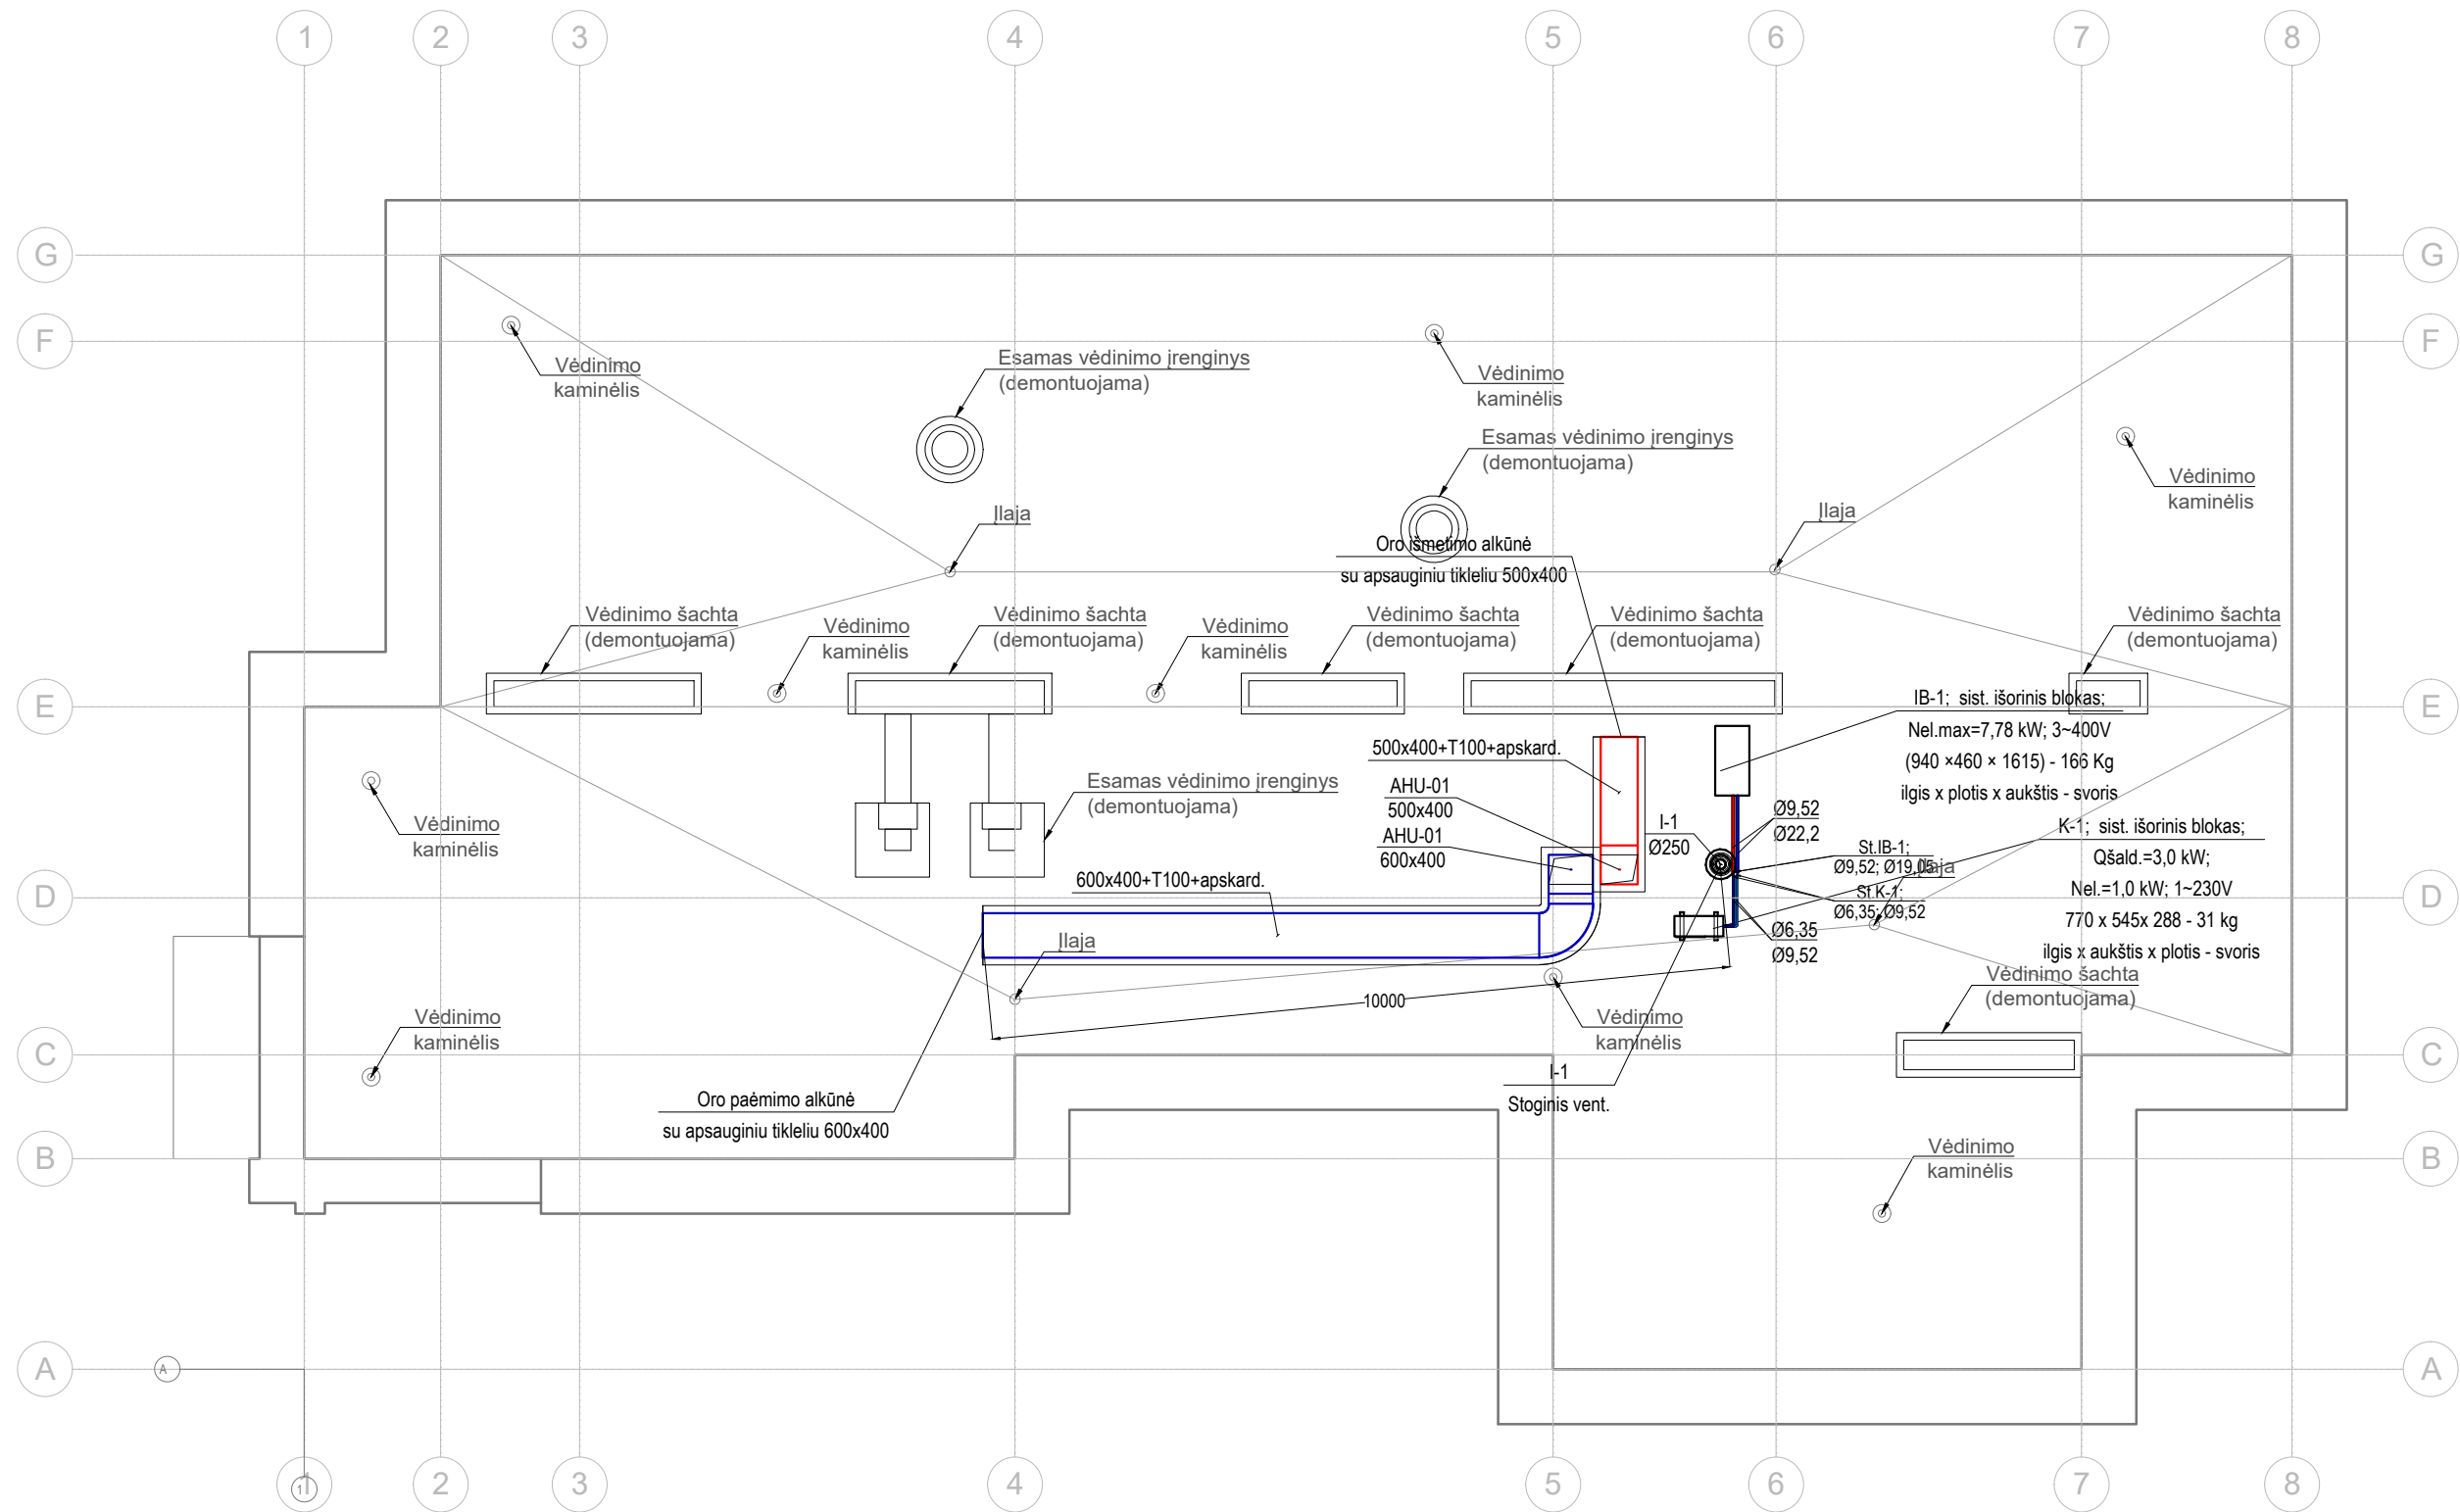 1
2
3
4
5
6
7
8
G
G
F
F
Vėdinimo
kaminėlis
Esamas vėdinimo įrenginys
(demontuojama)
Vėdinimo
kaminėlis
Esamas vėdinimo įrenginys
(demontuojama)
Vėdinimo
kaminėlis
Įlaja
Įlaja
Oro išmetimo alkūnė
su apsauginiu tikleliu 500x400
Vėdinimo šachta
(demontuojama)
Vėdinimo
kaminėlis
Vėdinimo šachta
(demontuojama)
Vėdinimo
kaminėlis
Vėdinimo šachta
(demontuojama)
Vėdinimo šachta
(demontuojama)
Vėdinimo šachta
(demontuojama)
E
E
IB-1; sist. išorinis blokas;
Nel.max=7,78 kW; 3~400V
(940 ×460 × 1615) - 166 Kg
ilgis x plotis x aukštis - svoris
500x400+T100+apskard.
AHU-01
500x400
AHU-01
600x400
Esamas vėdinimo įrenginys
(demontuojama)
I-1
Ø250
Ø9,52
Ø22,2
Vėdinimo
kaminėlis
K-1; sist. išorinis blokas;
Qšald.=3,0 kW;
Nel.=1,0 kW; 1~230V
770 x 545x 288 - 31 kg
ilgis x aukštis x plotis - svoris
St.IB-1;
Ø9,52; Ø19,05
Įlaja
St.K-1;
Ø6,35; Ø9,52
600x400+T100+apskard.
D
D
Ø6,35
Ø9,52
Įlaja
10000
Vėdinimo šachta
(demontuojama)
Vėdinimo
kaminėlis
Vėdinimo
kaminėlis
C
C
I-1
Stoginis vent.
Oro paėmimo alkūnė
su apsauginiu tikleliu 600x400
B
B
Vėdinimo
kaminėlis
A
A
A
1
1
2
3
4
5
6
7
8